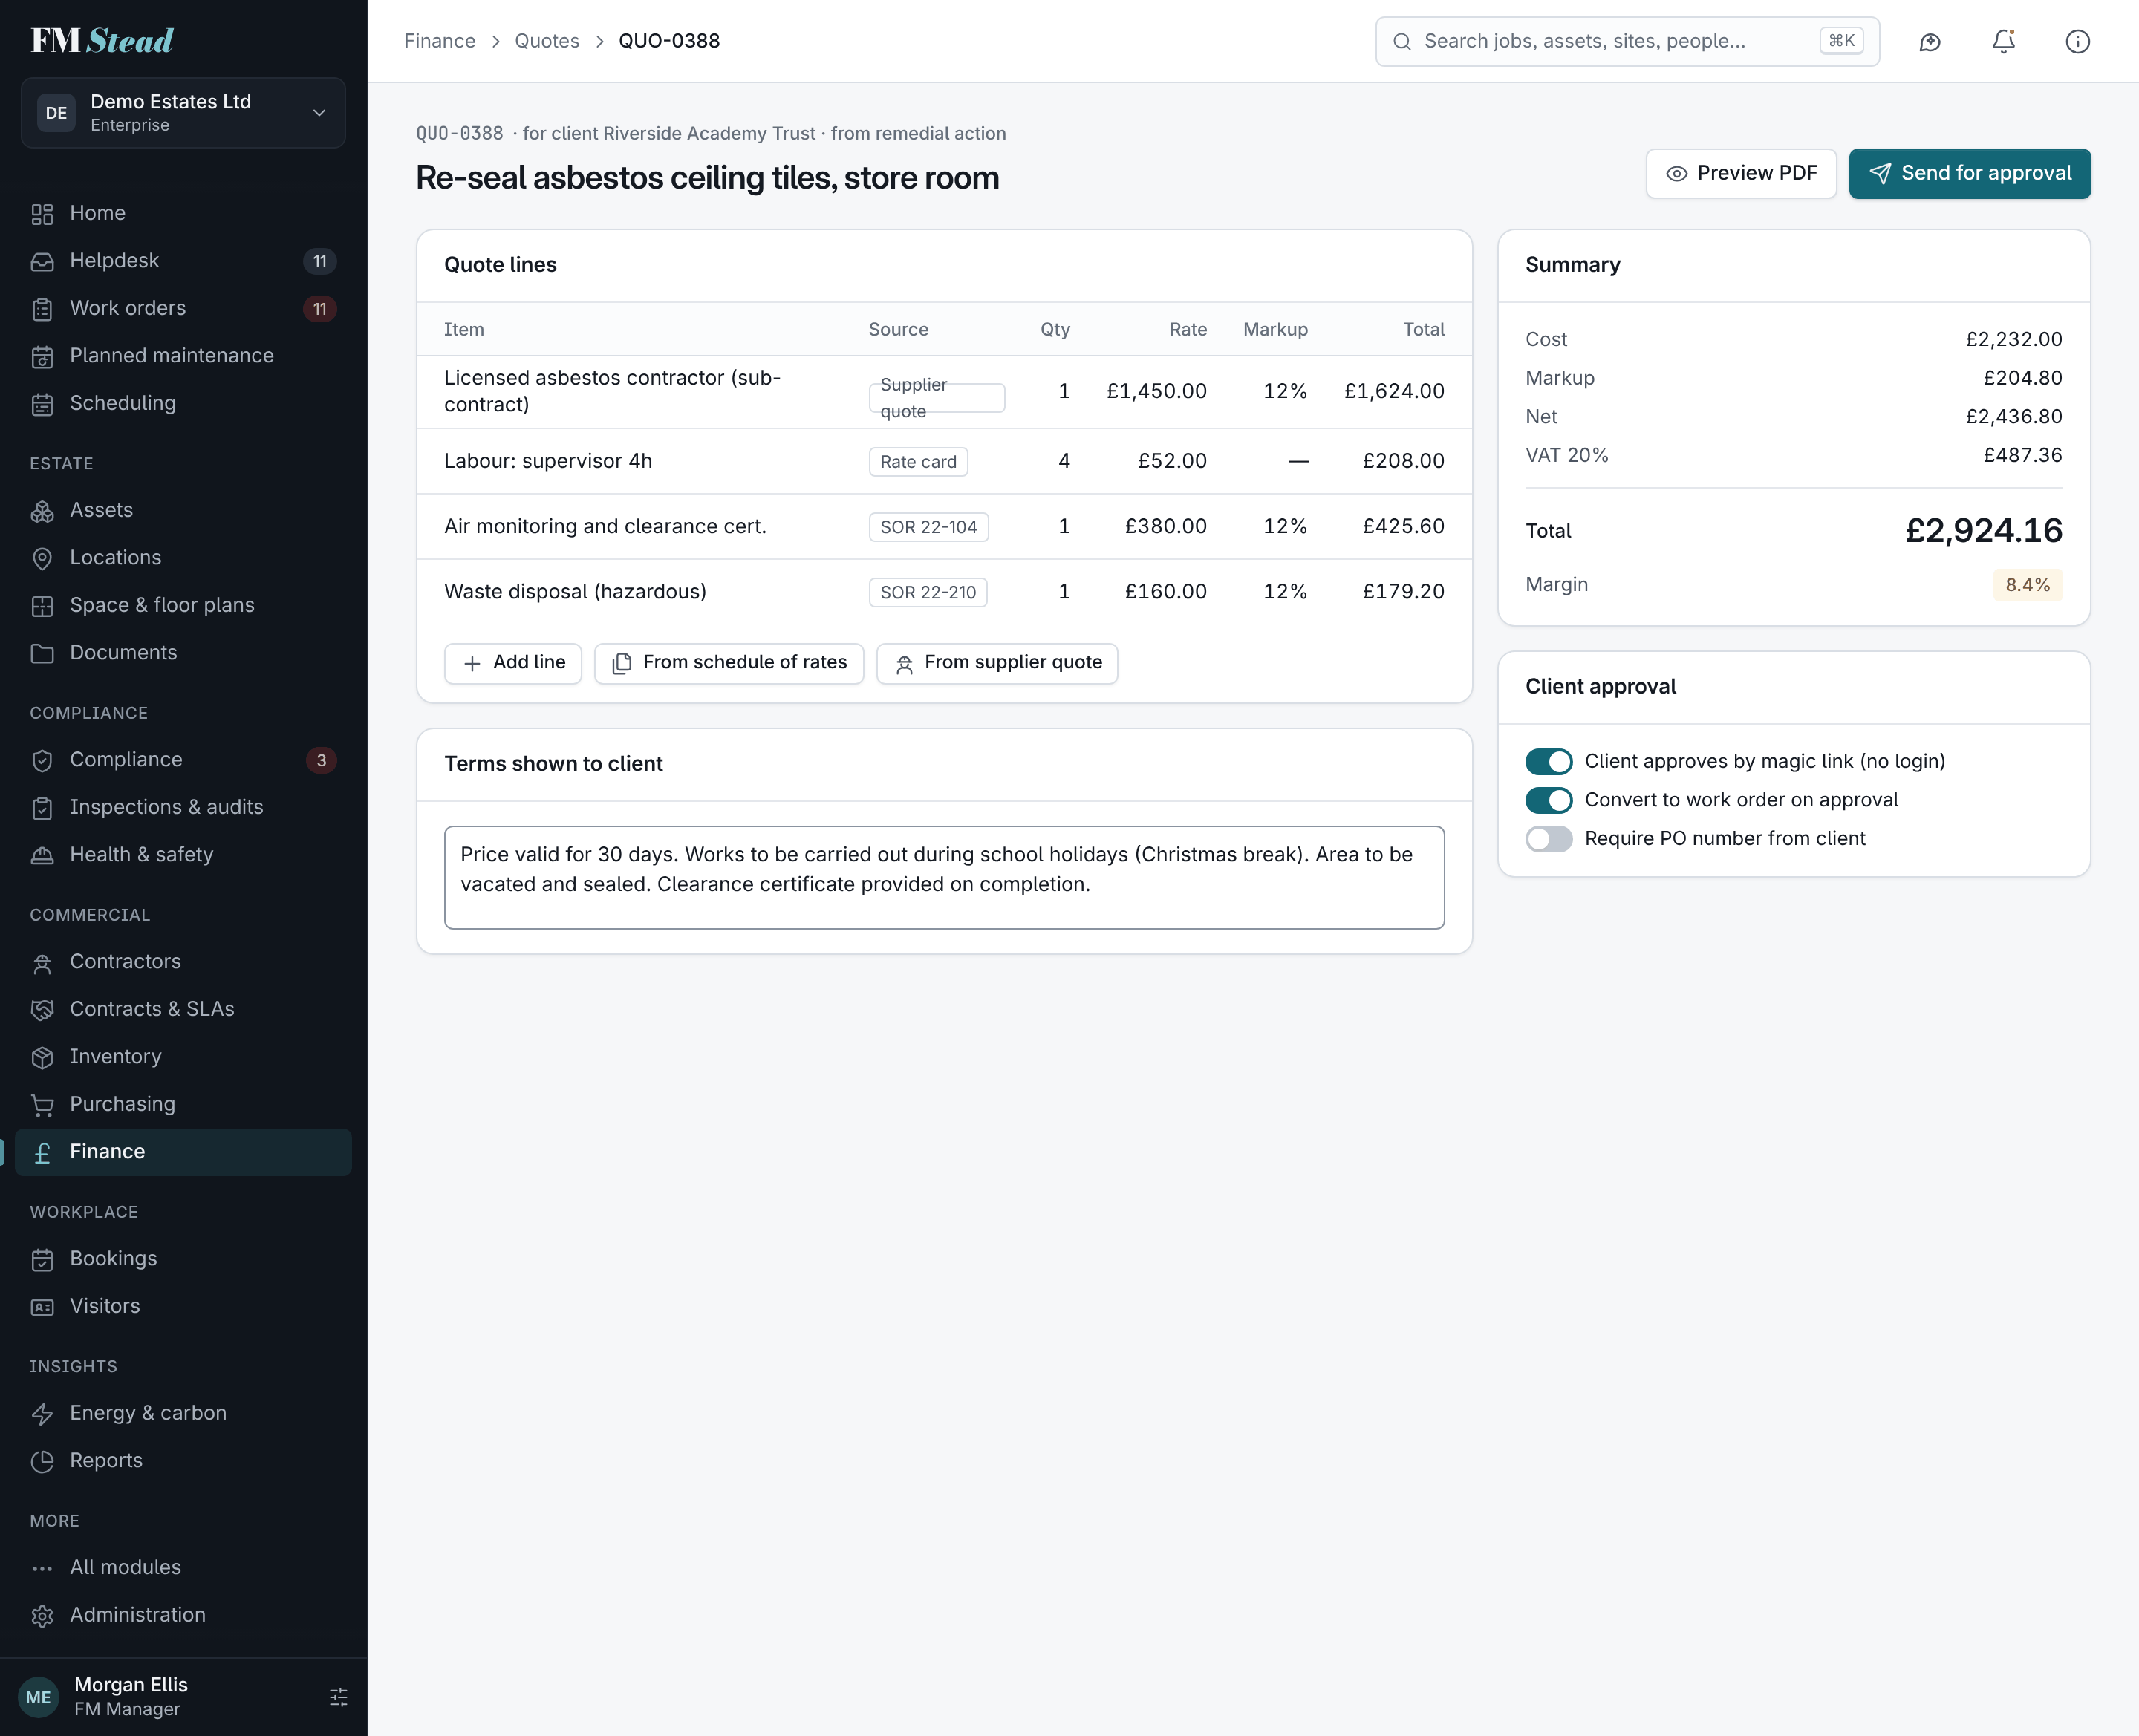 FM Stead
DE
Demo Estates Ltd
Enterprise
Home
Helpdesk 11
Work orders 11
Planned maintenance
Scheduling
ESTATE
Assets
Locations
Space & floor plans
Documents
COMPLIANCE
Compliance 3
Inspections & audits
Health & safety
COMMERCIAL
Contractors
Contracts & SLAs
Inventory
Purchasing
Finance
WORKPLACE
Bookings
Visitors
INSIGHTS
Energy & carbon
Reports
MORE
All modules
Administration
ME
Morgan Ellis
FM Manager
Finance > Quotes > QUO-0388
Search jobs, assets, sites, people... ⌘K
QUO-0388 · for client Riverside Academy Trust · from remedial action
Re-seal asbestos ceiling tiles, store room
Preview PDF
Send for approval
Quote lines
Item Source Qty Rate Markup Total
Licensed asbestos contractor (sub-
contract)
Supplier
quote
1 £1,450.00 12% £1,624.00
Labour: supervisor 4h Rate card 4 £52.00 — £208.00
Air monitoring and clearance cert. SOR 22-104 1 £380.00 12% £425.60
Waste disposal (hazardous) SOR 22-210 1 £160.00 12% £179.20
Add line
From schedule of rates
From supplier quote
Terms shown to client
Price valid for 30 days. Works to be carried out during school holidays (Christmas break). Area to be
vacated and sealed. Clearance certificate provided on completion.
Summary
Cost £2,232.00
Markup £204.80
Net £2,436.80
VAT 20% £487.36
Total £2,924.16
Margin 8.4%
Client approval
Client approves by magic link (no login)
Convert to work order on approval
Require PO number from client